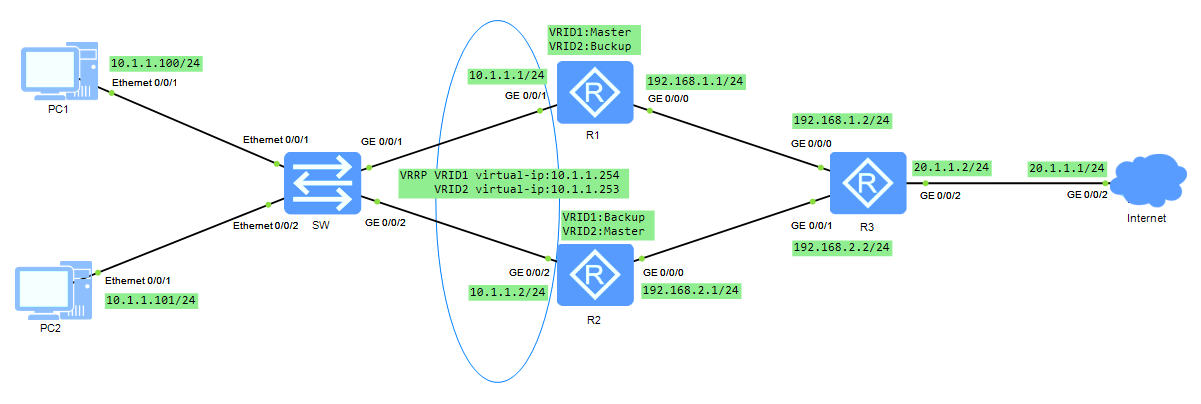 VRID1:Master
VRID2:Buckup
10.1.1.100/24
Ethernet 0/0/1
PC1
10.1.1.1/24
GE 0/0/1
R
R1
192.168.1.1/24
GE 0/0/0
192.168.1.2/24
GE 0/0/0
Ethernet 0/0/1
GE 0/0/1
SW
VRRP VRID1 virtual-ip:10.1.1.254
VRID2 virtual-ip:10.1.1.253
R
R3
20.1.1.2/24
GE 0/0/2
20.1.1.1/24
GE 0/0/2
Internet
Ethernet 0/0/2
GE 0/0/2
VRID1:Backup
VRID2:Master
GE 0/0/1
192.168.2.2/24
Ethernet 0/0/1
10.1.1.101/24
PC2
GE 0/0/2
10.1.1.2/24
R
R2
GE 0/0/0
192.168.2.1/24